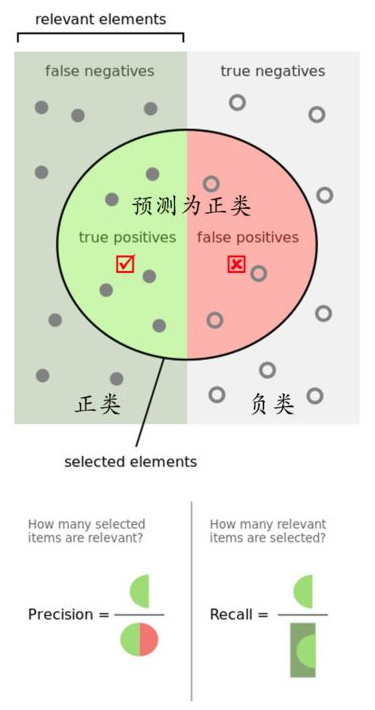 relevant elements
false negatives
true negatives
预测为正类
true positives
false positives
正类
负类
selected elements
How many selected
items are relevant?
How many relevant
items are selected?
Precision =
Recall =